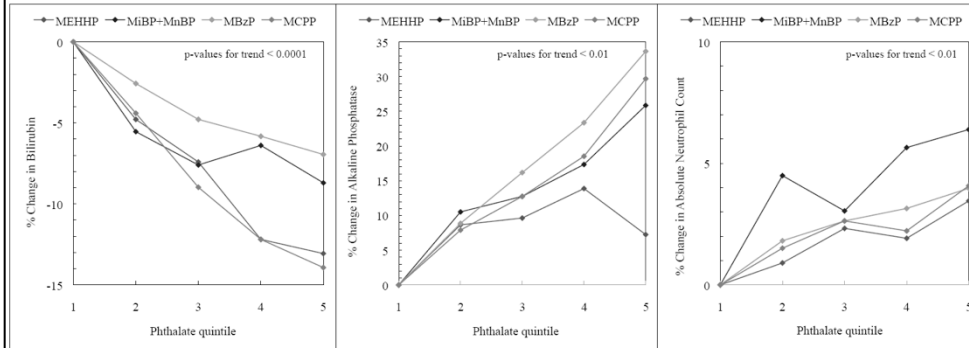 MEHHP MiBP+MnBP MBzP MCPP
p-values for trend < 0.0001
% Change in Bilirubin
0
-5
-10
-15
1 2 3 4 5
Phthalate quintile
MEHHP MiBP+MnBP MBzP MCPP
p-values for trend < 0.01
% Change in Alkaline Phosphatase
35
30
25
20
15
10
5
0
1 2 3 4 5
Phthalate quintile
MEHHP MiBP+MnBP MBzP MCPP
p-values for trend < 0.01
% Change in Absolute Neutrophil Count
10
5
0
1 2 3 4 5
Phthalate quintile